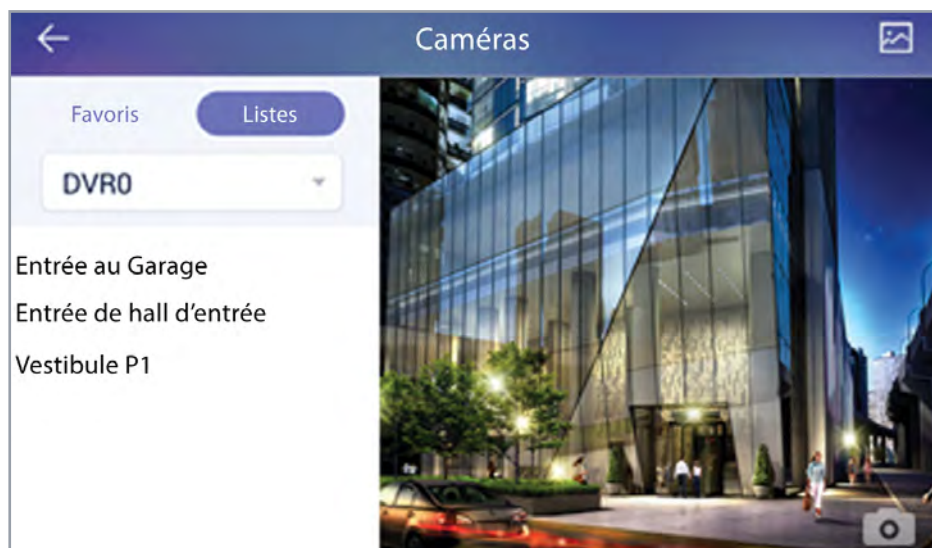 Caméras
Favoris
Listes
DVR0
Entrée au Garage
Entrée de hall d'entrée
Vestibule P1